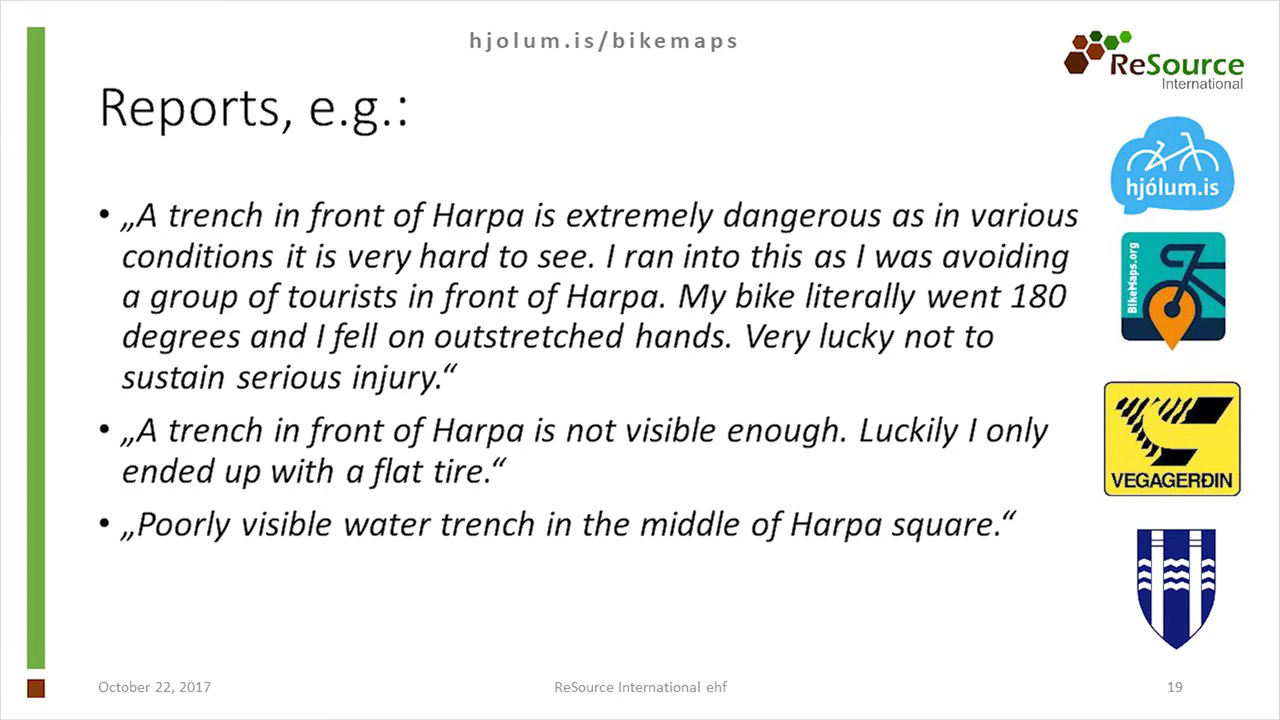 hjolum.is/bikemaps
ReSource
International
Reports, e.g.:
• „A trench in front of Harpa is extremely dangerous as in various
conditions it is very hard to see. I ran into this as I was avoiding
a group of tourists in front of Harpa. My bike literally went 180
degrees and I fell on outstretched hands. Very lucky not to
sustain serious injury.“
• „A trench in front of Harpa is not visible enough. Luckily I only
ended up with a flat tire.“
• „Poorly visible water trench in the middle of Harpa square.“
hjólum.is
BikeMaps.org
VEGAGERÐIN
October 22, 2017
ReSource International ehf
19